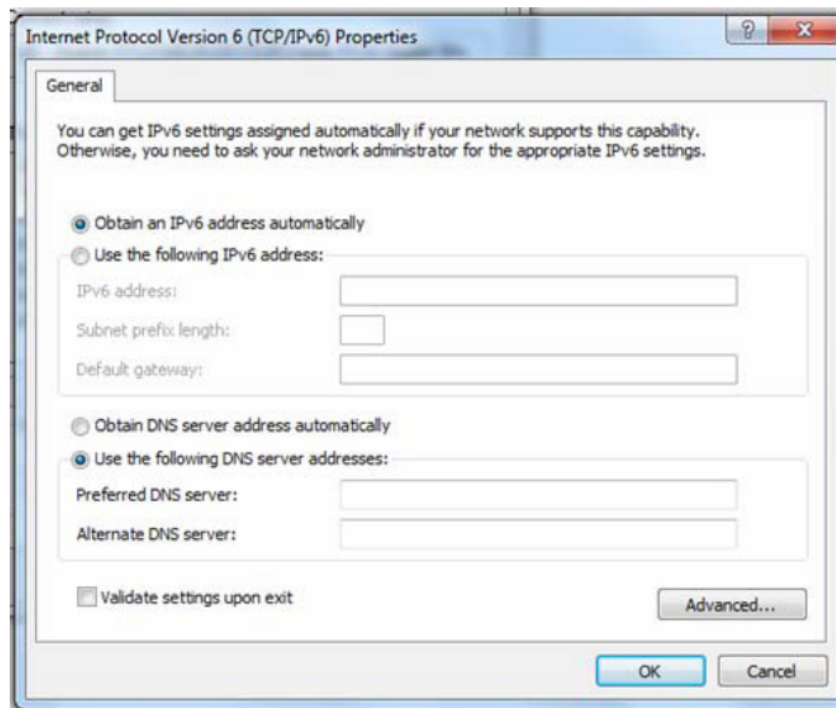 Internet Protocol Version 6 (TCP/IPv6) Properties
General
You can get IPv6 settings assigned automatically if your network supports this capability.
Otherwise, you need to ask your network administrator for the appropriate IPv6 settings.
Obtain an IPv6 address automatically
Use the following IPv6 address:
IPv6 address:
Subnet prefix length:
Default gateway:
Obtain DNS server address automatically
Use the following DNS server addresses:
Preferred DNS server:
Alternate DNS server:
Validate settings upon exit
Advanced...
OK
Cancel